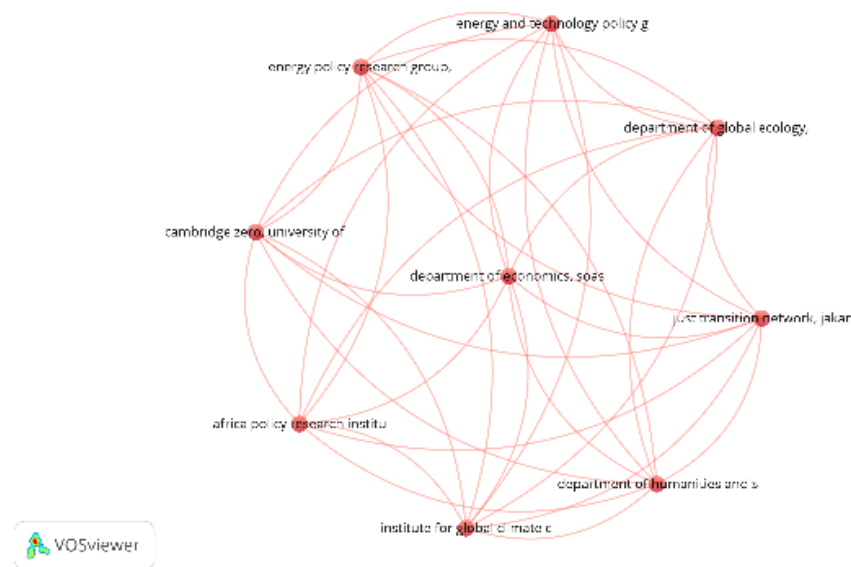 energy and technology policy g
energy policy research group,
department of global ecology,
cambridge zero, university of
department of economics, soas
just transition network, jakar
africa policy research institu
department of humanities and s
institute for global climate c
VOSviewer